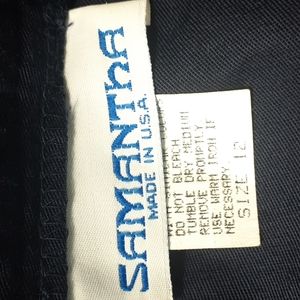 SAMANThA
MADE IN U.S.A.
DO NOT BLEACH
TUMBLE DRY MEDIUM
REMOVE PROMPTLY
USE WARM IRON IF
NECESSARY.
SIZE 12